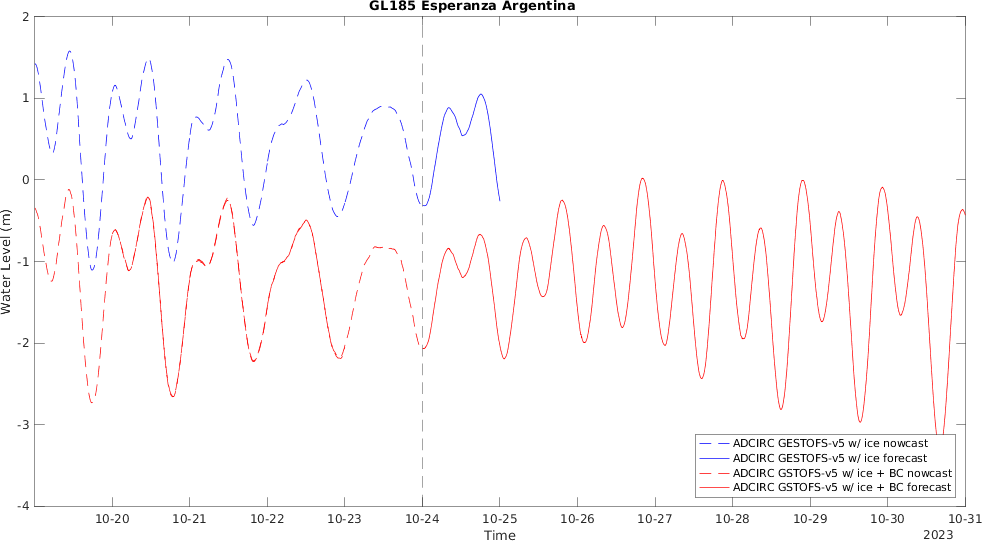 GL185 Esperanza Argentina
2
1
0
-1
-2
-3
-4
Water Level (m)
10-20
10-21
10-22
10-23
10-24
10-25
10-26
10-27
10-28
10-29
10-30
10-31
Time
2023
ADCIRC GESTOFS-v5 w/ ice nowcast
ADCIRC GESTOFS-v5 w/ ice forecast
ADCIRC GSTOFS-v5 w/ ice + BC nowcast
ADCIRC GSTOFS-v5 w/ ice + BC forecast